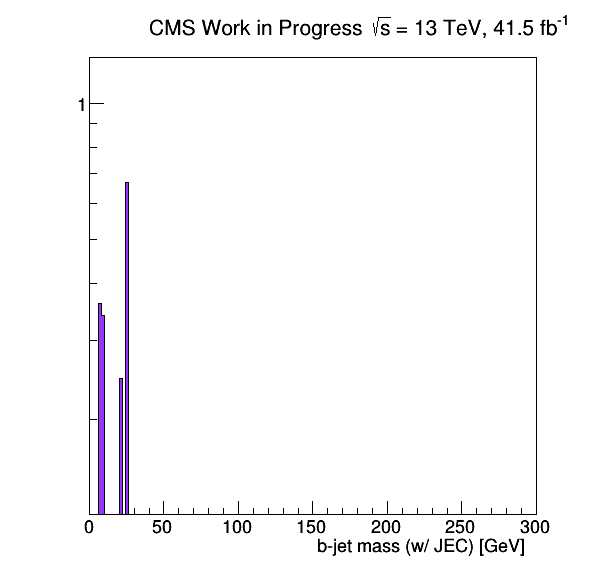 CMS Work in Progress √s = 13 TeV, 41.5 fb⁻¹
1
0 50 100 150 200 250 300
b-jet mass (w/ JEC) [GeV]